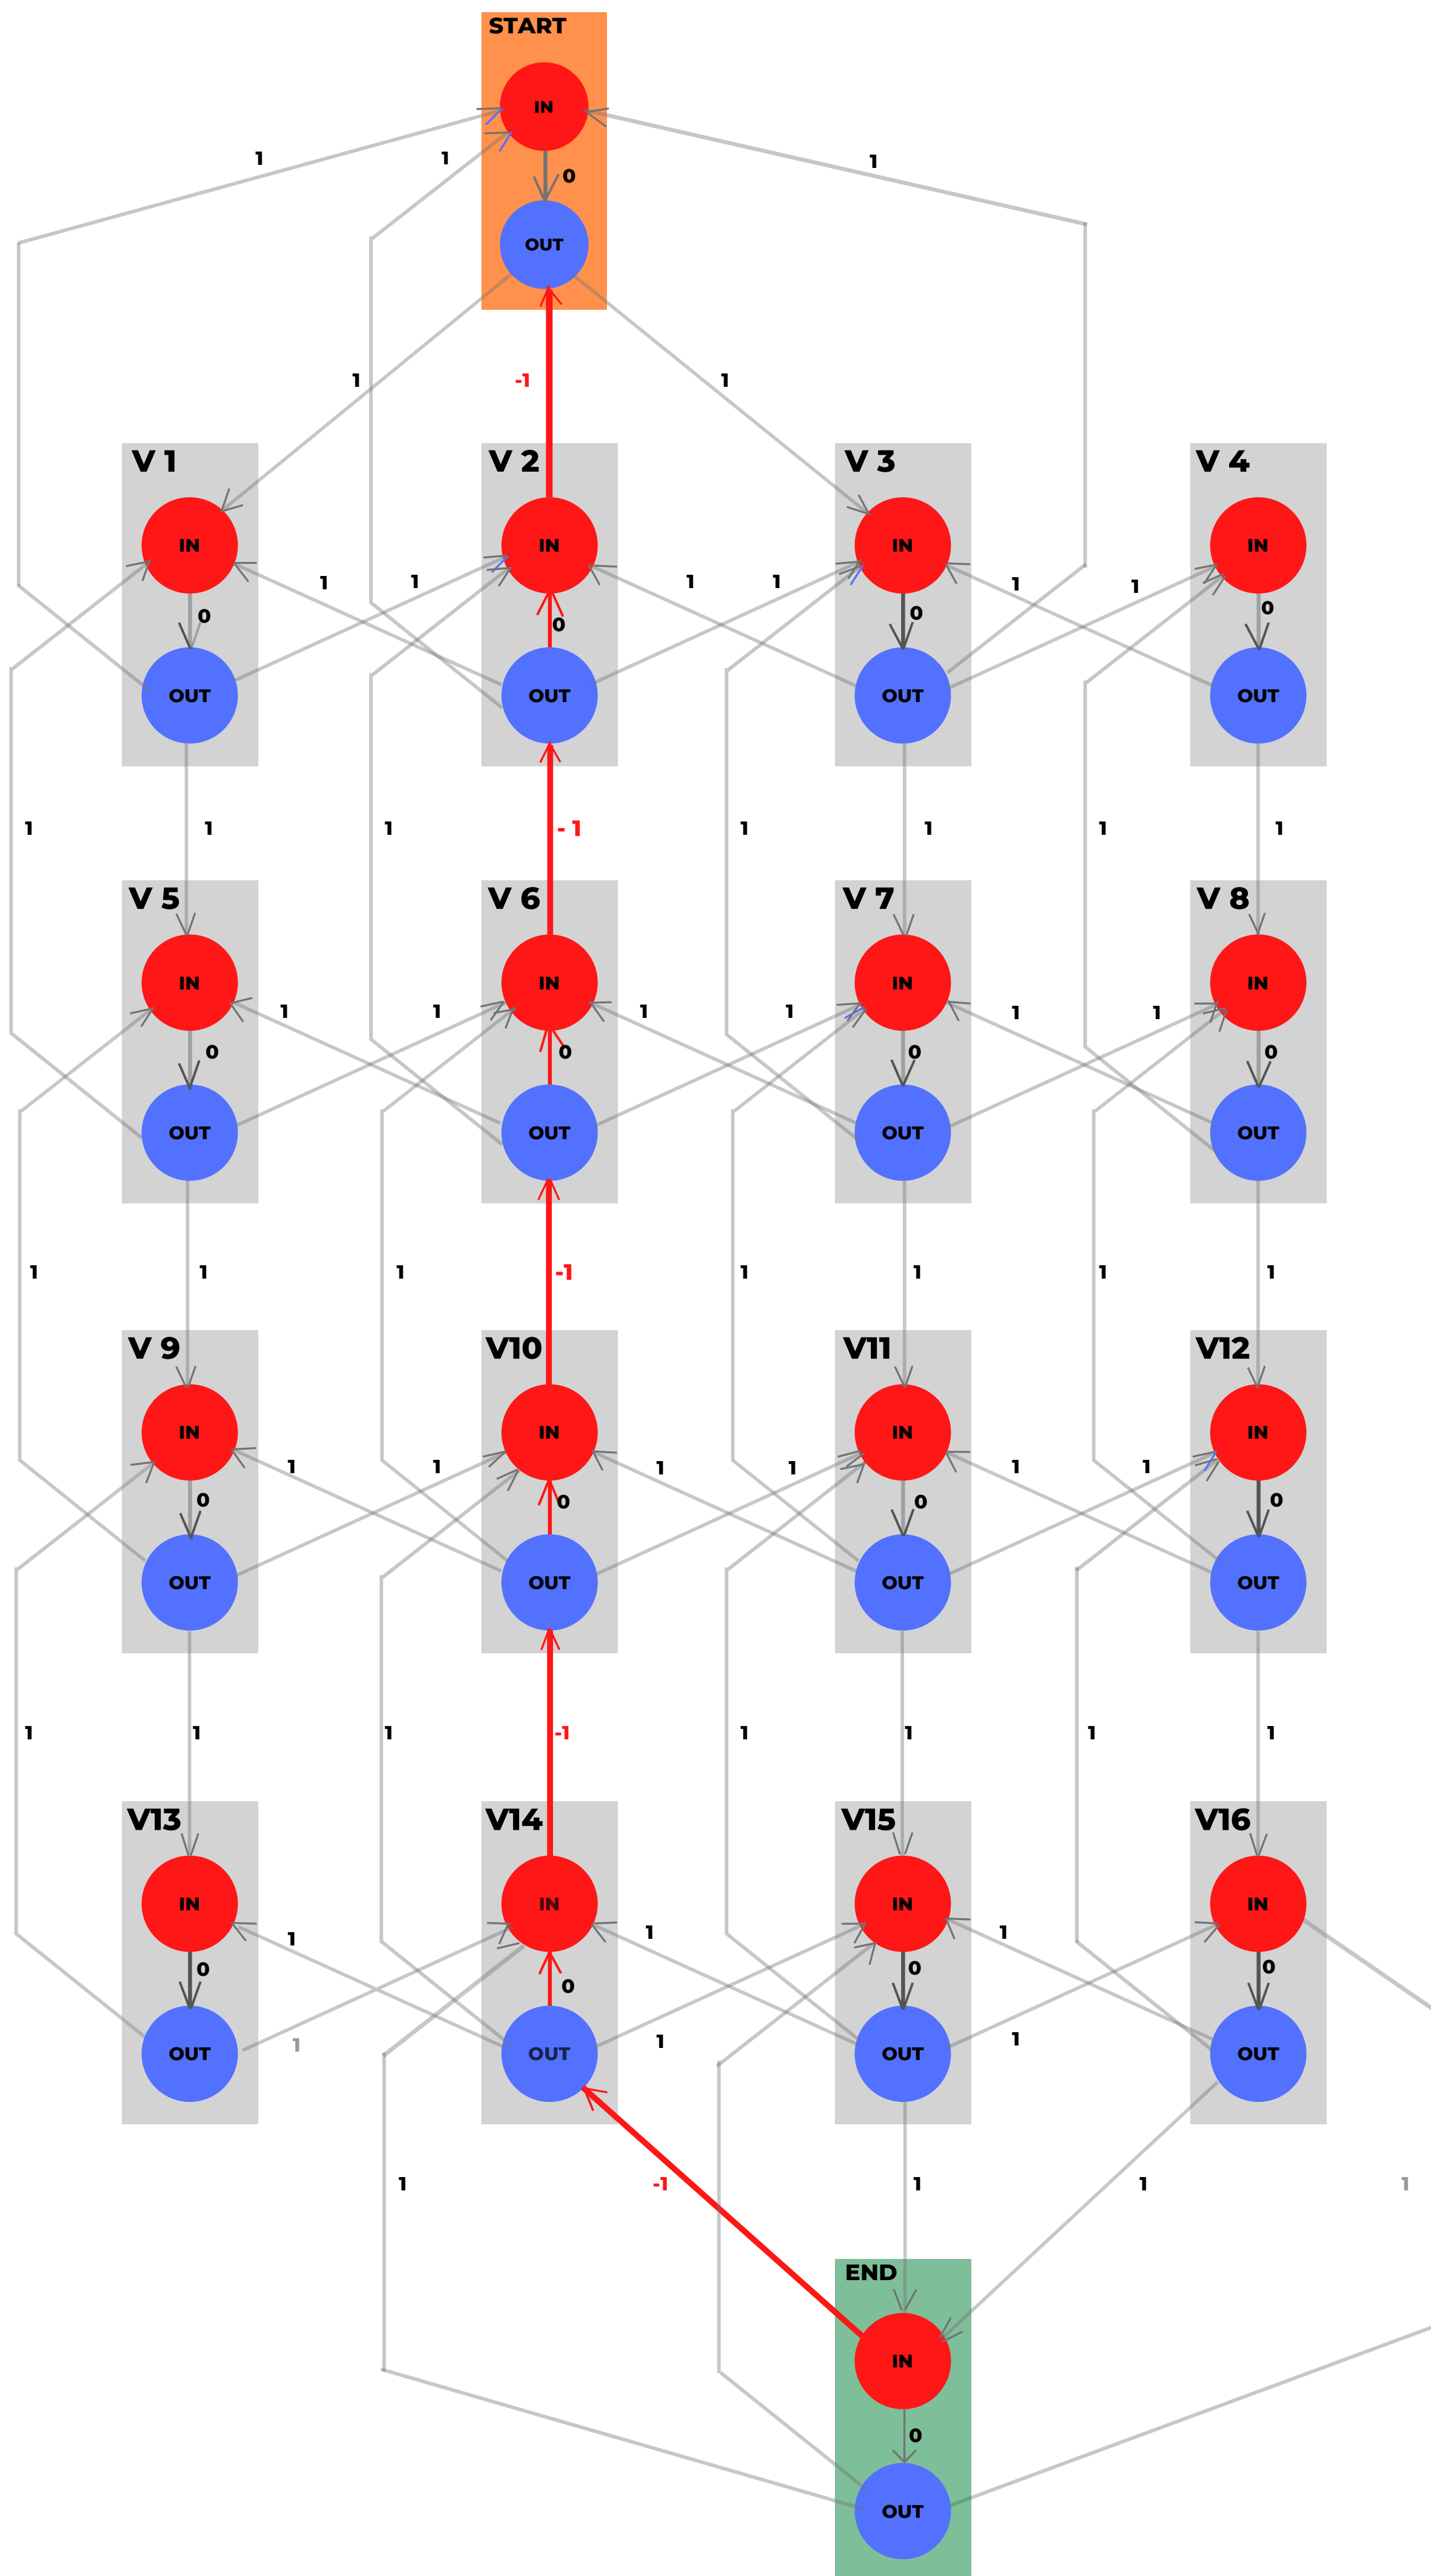 START
IN
1 1 1
0
OUT
1 -1 1
V 1 V 2 V 3 V 4
IN IN IN IN
1 1 1 1 1 1
0 0 0 0
OUT OUT OUT OUT
1 1 1 - 1 1 1 1 1
V 5 V 6 V 7 V 8
IN IN IN IN
1 1 1 1 1 1
0 0 0 0
OUT OUT OUT OUT
1 1 1 -1 1 1 1 1
V 9 V10 V11 V12
IN IN IN IN
1 1 1 1 1 1
0 0 0 0
OUT OUT OUT OUT
1 1 1 -1 1 1 1 1
V13 V14 V15 V16
IN IN IN IN
1 1 1
0 0 0 0
1 1 1
OUT OUT OUT OUT
1 -1 1 1 1
END
IN
0
OUT